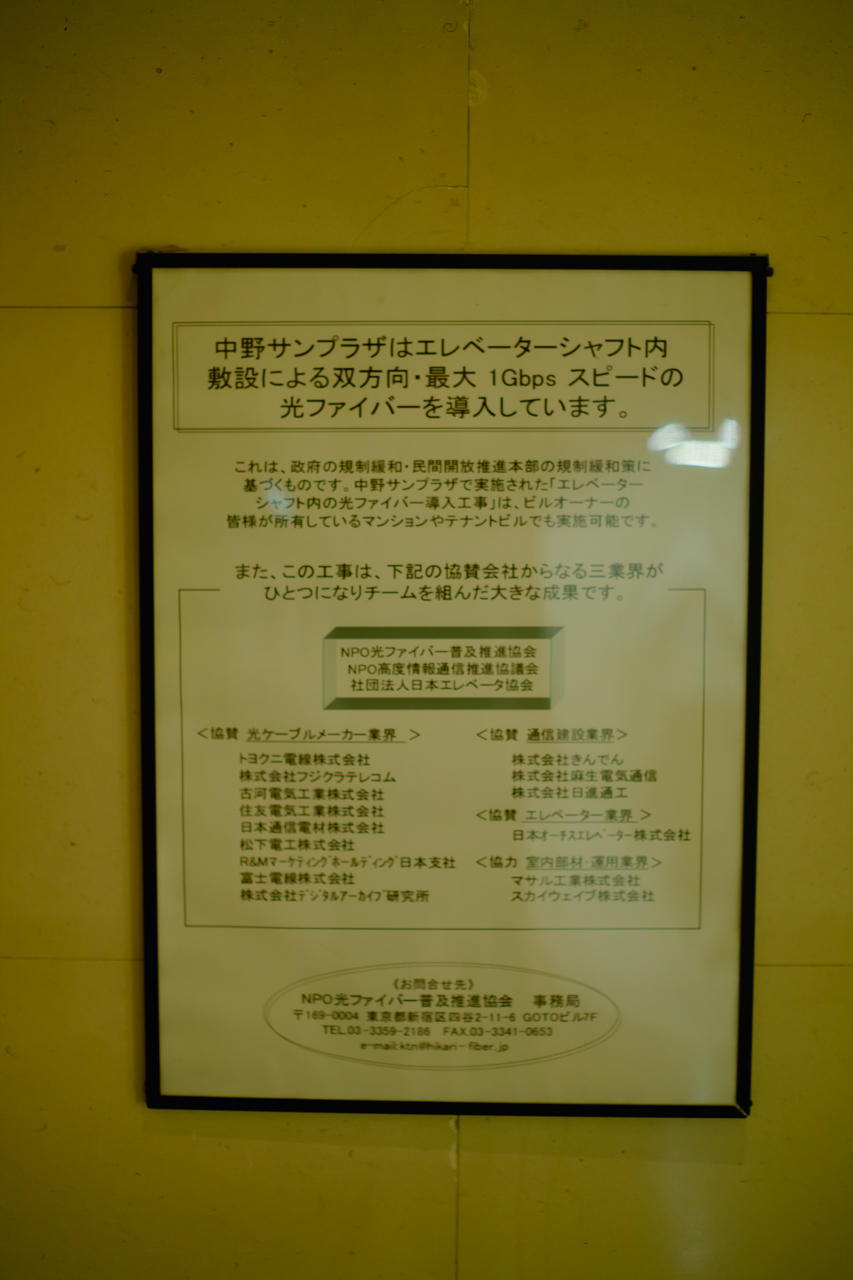 中野サンプラザはエレベーターシャフト内
敷設による双方向・最大 1Gbps スピードの
光ファイバーを導入しています。
これは、政府の規制緩和・民間開放推進本部の規制緩和策に
基づくものです。中野サンプラザで実施された「エレベーター
シャフト内の光ファイバー導入工事」は、ビルオーナーの
皆様が所有しているマンションやテナントビルでも実施可能です。
また、この工事は、下記の協賛会社からなる三業界が
ひとつになりチームを組んだ大きな成果です。
NPO光ファイバー普及推進協会
NPO高度情報通信推進協議会
社団法人日本エレベータ協会
＜協賛 光ケーブルメーカー業界 ＞
トヨクニ電線株式会社
株式会社フジクラテレコム
古河電気工業株式会社
住友電気工業株式会社
日本通信電材株式会社
松下電工株式会社
R&Mマーケティングホールディング日本支社
富士電線株式会社
株式会社デジタルアーカイブ研究所
＜協賛 通信建設業界＞
株式会社きんでん
株式会社麻生電気通信
株式会社日進通工
＜協賛 エレベーター業界 ＞
日本オーチスエレベーター株式会社
＜協力 室内部材・運用業界＞
マサル工業株式会社
スカイウェイブ株式会社
《お問合せ先》
NPO光ファイバー普及推進協会 事務局
〒169-0004 東京都新宿区四谷2-11-6 GOTOビル7F
TEL.03-3359-2186 FAX.03-3341-0653
e-mail:ktn@hikari-fiber.jp